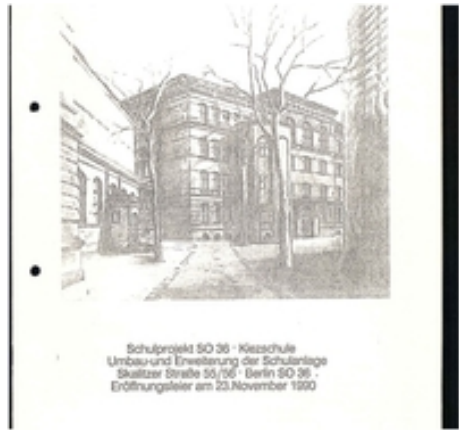 Schulprojekt SO 36 · Kiezschule
Umbau-und Erweiterung der Schulanlage
Skalitzer Straße 55/56 · Berlin SO 36
Eröffnungsfeier am 23.November 1990